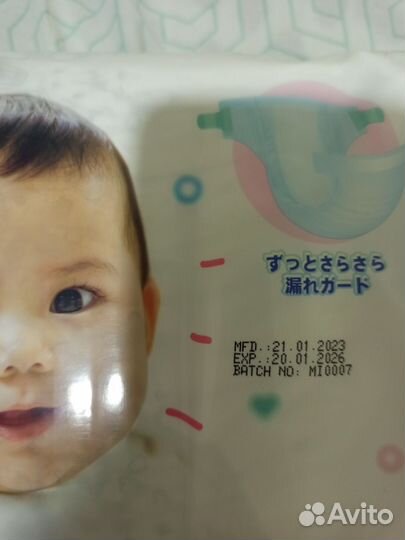 ずっとさらさら
漏れガード
MFD.:21.01.2023
EXP.:20.01.2026
BATCH NO: MI0007
Avito